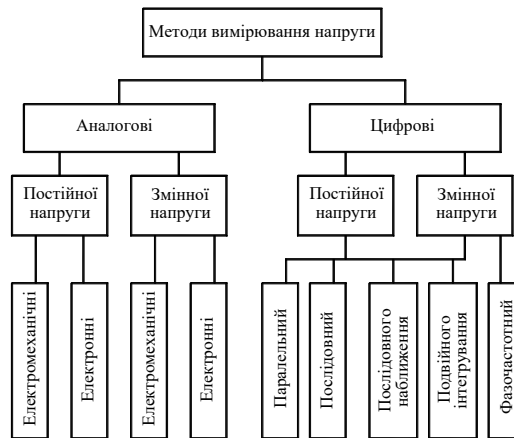 Методи вимірювання напруги
Аналогові
Цифрові
Постійної
напруги
Змінної
напруги
Постійної
напруги
Змінної
напруги
Електромеханічні
Електронні
Електромеханічні
Електронні
Паралельний
Послідовний
Послідовного
наближення
Подвійного
інтегрування
Фазочастотний